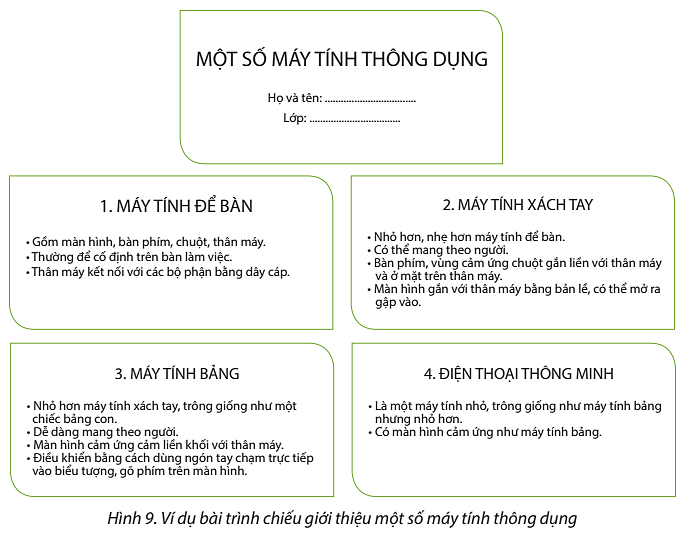 MỘT SỐ MÁY TÍNH THÔNG DỤNG
Họ và tên: ..................................
Lớp: ..................................
1. MÁY TÍNH ĐỂ BÀN
• Gồm màn hình, bàn phím, chuột, thân máy.
• Thường để cố định trên bàn làm việc.
• Thân máy kết nối với các bộ phận bằng dây cáp.
2. MÁY TÍNH XÁCH TAY
• Nhỏ hơn, nhẹ hơn máy tính để bàn.
• Có thể mang theo người.
• Bàn phím, vùng cảm ứng chuột gắn liền với thân máy
và ở mặt trên thân máy.
• Màn hình gắn với thân máy bằng bản lề, có thể mở ra
gập vào.
3. MÁY TÍNH BẢNG
• Nhỏ hơn máy tính xách tay, trông giống như một
chiếc bảng con.
• Dễ dàng mang theo người.
• Màn hình cảm ứng cảm liền khối với thân máy.
• Điều khiển bằng cách dùng ngón tay chạm trực tiếp
vào biểu tượng, gõ phím trên màn hình.
4. ĐIỆN THOẠI THÔNG MINH
• Là một máy tính nhỏ, trông giống như máy tính bảng
nhưng nhỏ hơn.
• Có màn hình cảm ứng như máy tính bảng.
Hình 9. Ví dụ bài trình chiếu giới thiệu một số máy tính thông dụng